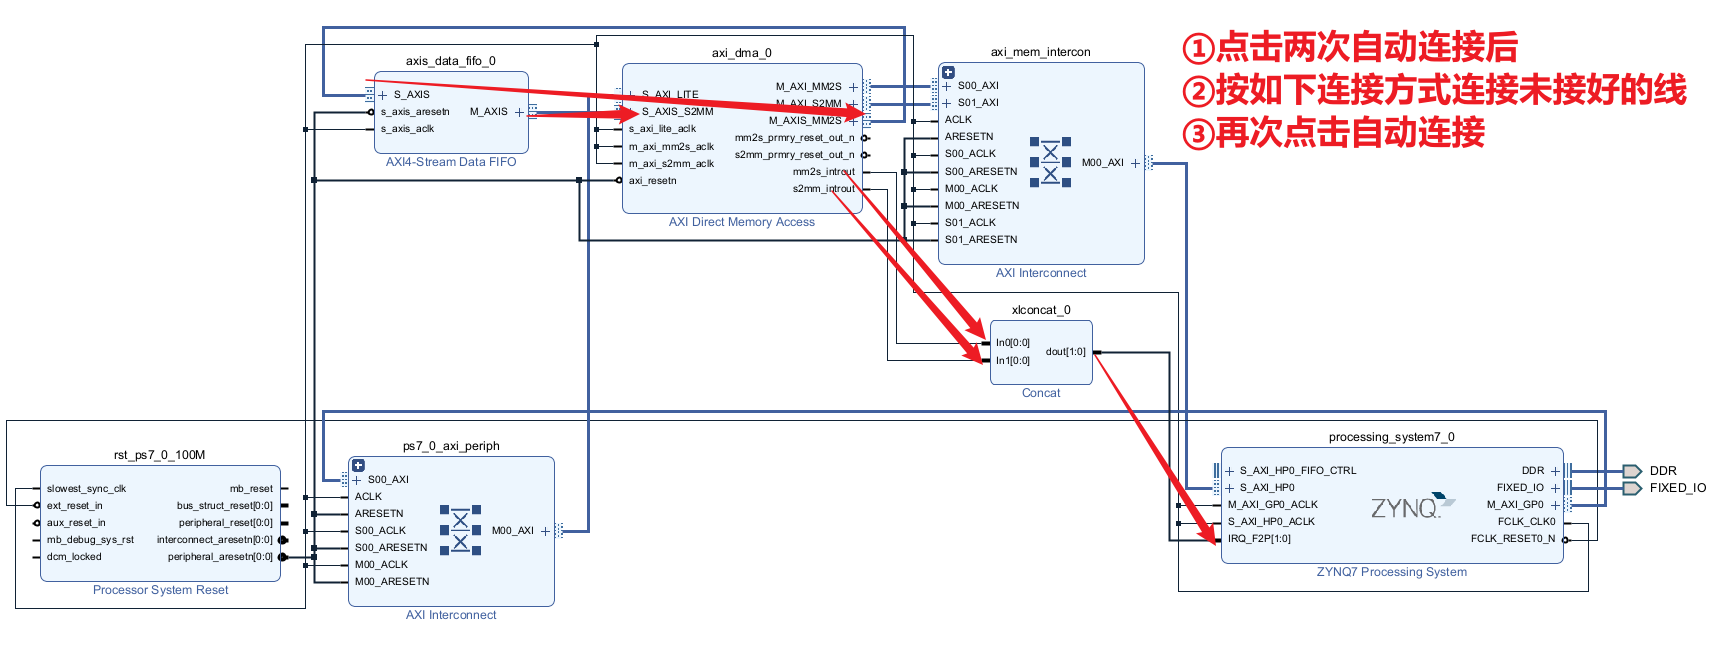 ①点击两次自动连接后
②按如下连接方式连接未接好的线
③再次点击自动连接
axis_data_fifo_0
S_AXIS
s_axis_aresetn
s_axis_aclk
M_AXIS
AXI4-Stream Data FIFO
axi_dma_0
S_AXI_LITE
S_AXIS_S2MM
s_axi_lite_aclk
m_axi_mm2s_aclk
m_axi_s2mm_aclk
axi_resetn
M_AXI_MM2S
M_AXI_S2MM
M_AXIS_MM2S
mm2s_prmry_reset_out_n
s2mm_prmry_reset_out_n
mm2s_introut
s2mm_introut
AXI Direct Memory Access
axi_mem_intercon
S00_AXI
S01_AXI
ACLK
ARESETN
S00_ACLK
S00_ARESETN
M00_ACLK
M00_ARESETN
S01_ACLK
S01_ARESETN
M00_AXI
AXI Interconnect
xlconcat_0
In0[0:0]
In1[0:0]
dout[1:0]
Concat
rst_ps7_0_100M
slowest_sync_clk
ext_reset_in
aux_reset_in
mb_debug_sys_rst
dcm_locked
mb_reset
bus_struct_reset[0:0]
peripheral_reset[0:0]
interconnect_aresetn[0:0]
peripheral_aresetn[0:0]
Processor System Reset
ps7_0_axi_periph
S00_AXI
ACLK
ARESETN
S00_ACLK
S00_ARESETN
M00_ACLK
M00_ARESETN
M00_AXI
AXI Interconnect
processing_system7_0
S_AXI_HP0_FIFO_CTRL
S_AXI_HP0
M_AXI_GP0_ACLK
S_AXI_HP0_ACLK
IRQ_F2P[1:0]
ZYNQ
DDR
FIXED_IO
M_AXI_GP0
FCLK_CLK0
FCLK_RESET0_N
ZYNQ7 Processing System
DDR
FIXED_IO